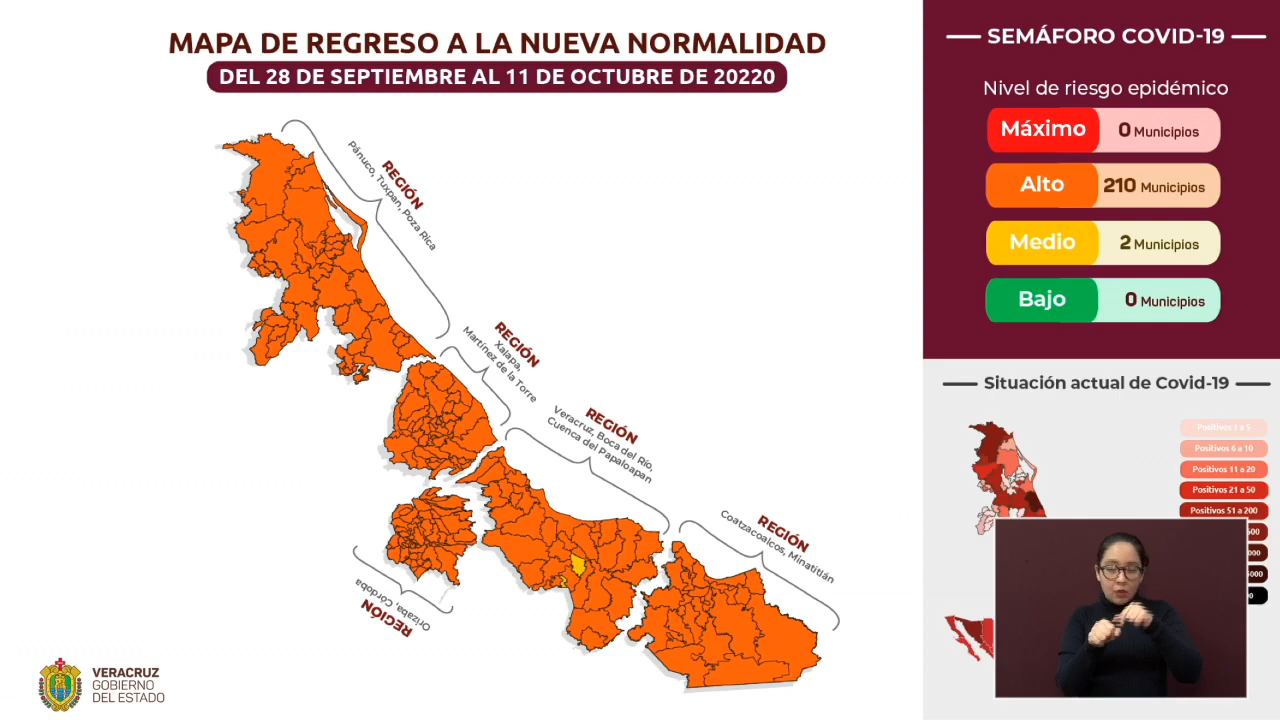 MAPA DE REGRESO A LA NUEVA NORMALIDAD
DEL 28 DE SEPTIEMBRE AL 11 DE OCTUBRE DE 20220
REGIÓN
Pánuco, Tuxpan, Poza Rica
REGIÓN
Xalapa,
Martínez de la Torre
REGIÓN
Veracruz, Boca del Río,
Cuenca del Papaloapan
REGIÓN
Coatzacoalcos, Minatitlán
REGIÓN
Orizaba, Córdoba
VERACRUZ
GOBIERNO
DEL ESTADO
SEMÁFORO COVID-19
Nivel de riesgo epidémico
Máximo 0 Municipios
Alto 210 Municipios
Medio 2 Municipios
Bajo 0 Municipios
Situación actual de Covid-19
Positivos 1 a 5
Positivos 6 a 10
Positivos 11 a 20
Positivos 21 a 50
Positivos 51 a 200